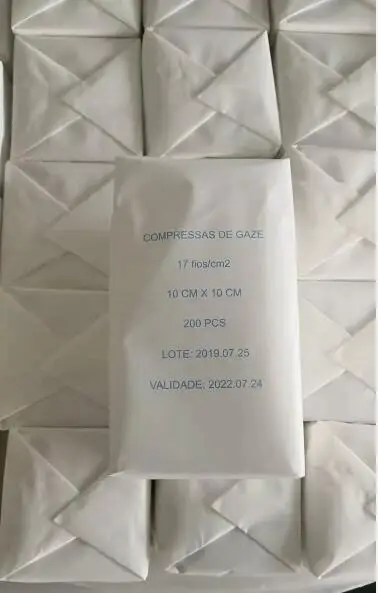 COMPRESSAS DE GAZE
17 fios/cm2
10 CM X 10 CM
200 PCS
LOTE: 2019.07.25
VALIDADE: 2022.07.24